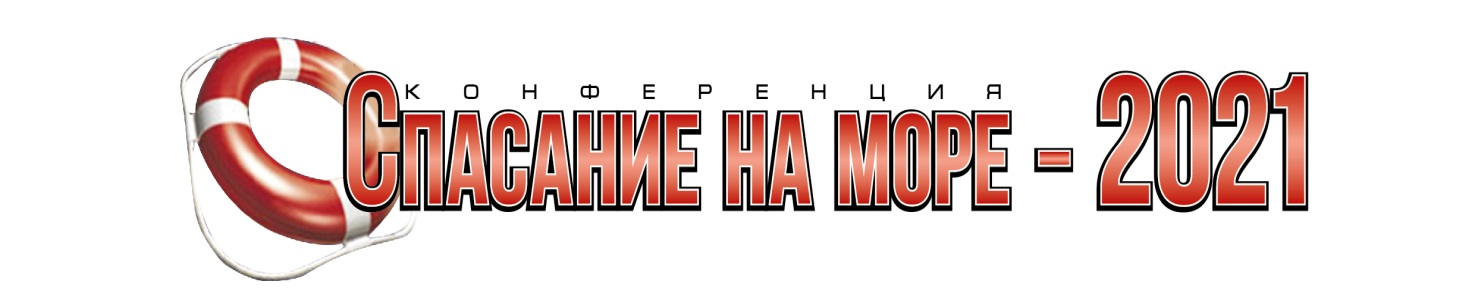 КОНФЕРЕНЦИЯ
СПАСАНИЕ НА МОРЕ - 2021